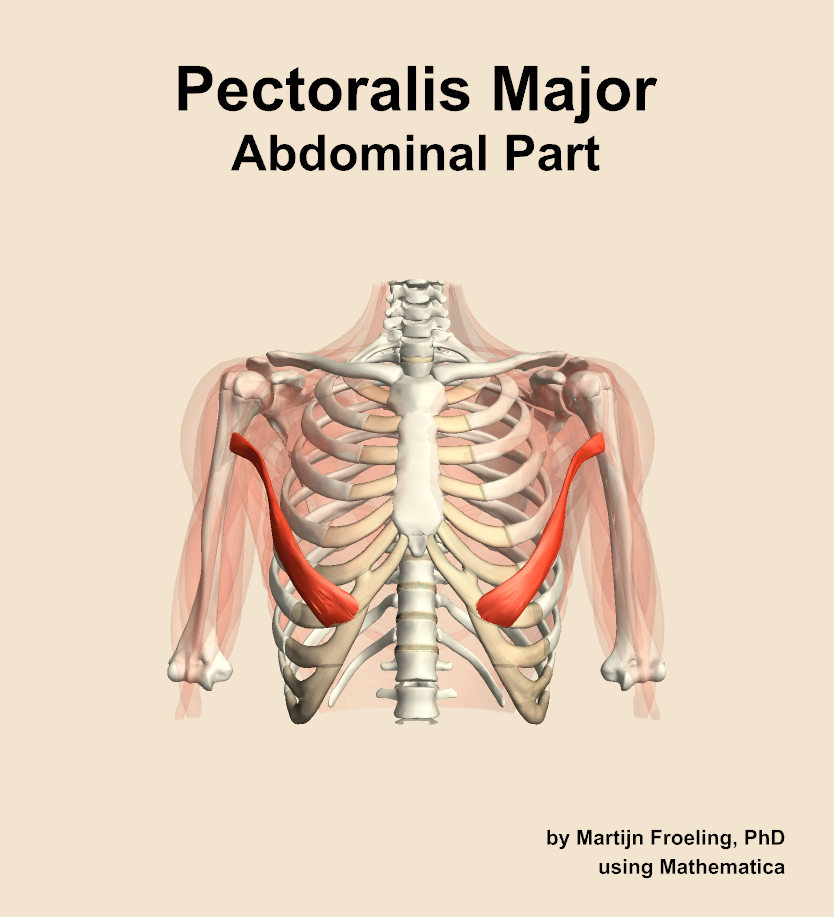 Pectoralis Major
Abdominal Part
by Martijn Froeling, PhD
using Mathematica